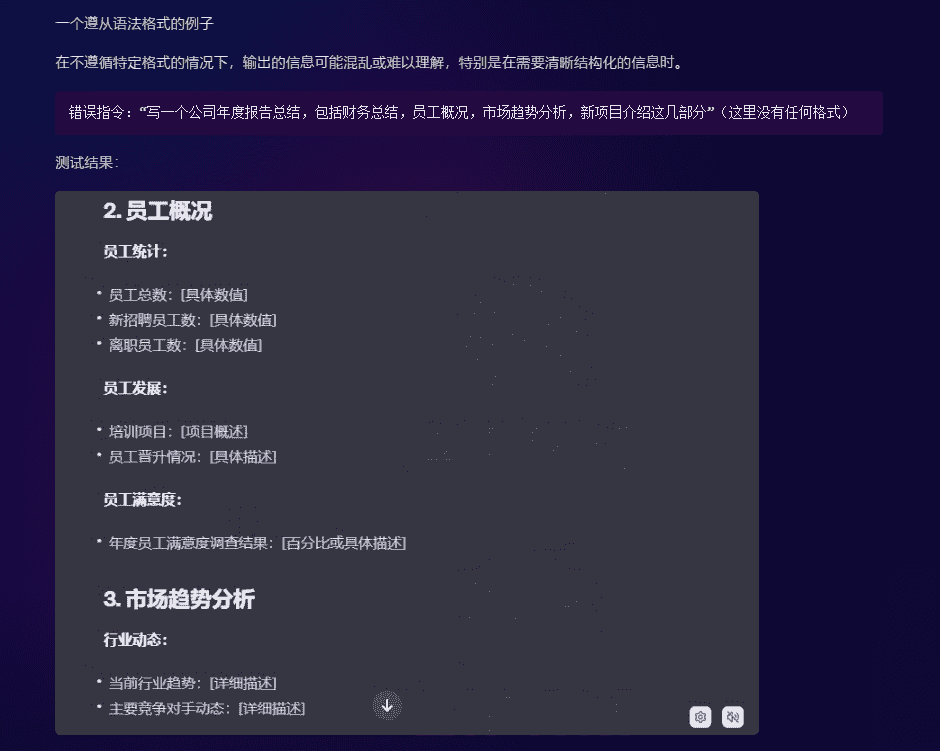 一个遵从语法格式的例子
在不遵循特定格式的情况下，输出的信息可能混乱或难以理解，特别是在需要清晰结构化的信息时。
错误指令：“写一个公司年度报告总结，包括财务总结，员工概况，市场趋势分析，新项目介绍这几部分”（这里没有任何格式）
测试结果：
2. 员工概况
员工统计：
• 员工总数：[具体数值]
• 新招聘员工数：[具体数值]
• 离职员工数：[具体数值]
员工发展：
• 培训项目：[项目概述]
• 员工晋升情况：[具体描述]
员工满意度：
• 年度员工满意度调查结果：[百分比或具体描述]
3. 市场趋势分析
行业动态：
• 当前行业趋势：[详细描述]
• 主要竞争对手动态：[详细描述]